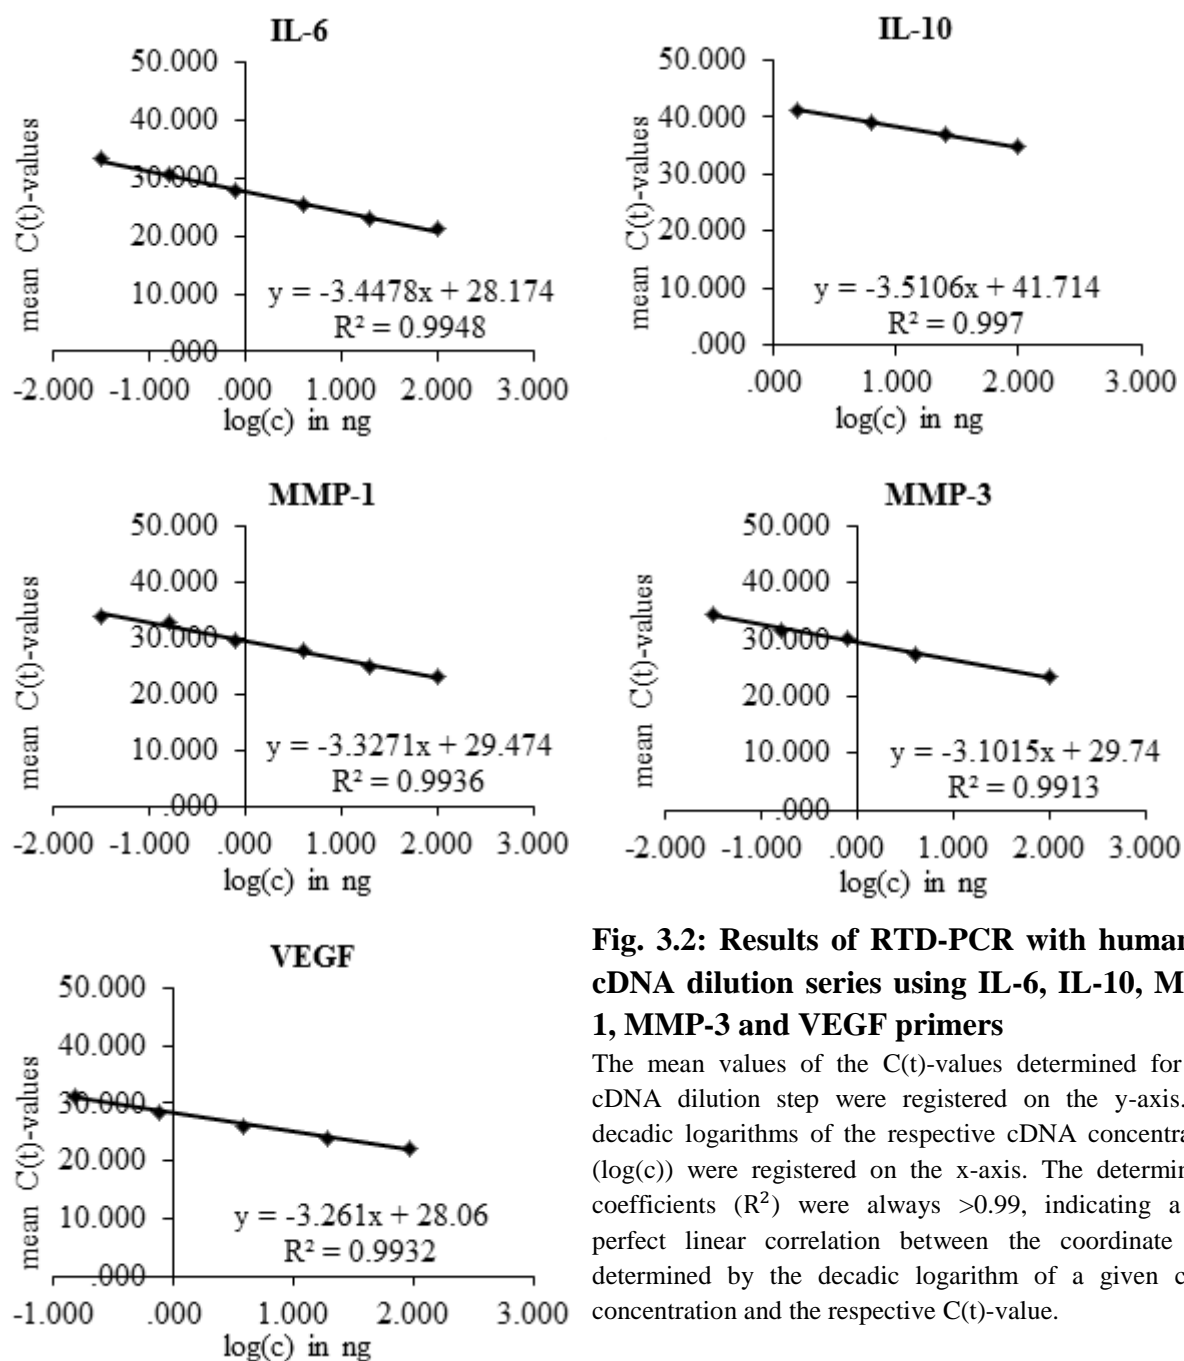 IL-6
50.000
40.000
30.000
20.000
10.000
.000
-2.000 -1.000 .000 1.000 2.000 3.000
mean C(t)-values
log(c) in ng
y = -3.4478x + 28.174
R² = 0.9948
IL-10
50.000
40.000
30.000
20.000
10.000
.000
.000 1.000 2.000 3.000
mean C(t)-values
log(c) in ng
y = -3.5106x + 41.714
R² = 0.997
MMP-1
50.000
40.000
30.000
20.000
10.000
.000
-2.000 -1.000 .000 1.000 2.000 3.000
mean C(t)-values
log(c) in ng
y = -3.3271x + 29.474
R² = 0.9936
MMP-3
50.000
40.000
30.000
20.000
10.000
.000
-2.000 -1.000 .000 1.000 2.000 3.000
mean C(t)-values
log(c) in ng
y = -3.1015x + 29.74
R² = 0.9913
VEGF
50.000
40.000
30.000
20.000
10.000
.000
-1.000 .000 1.000 2.000 3.000
mean C(t)-values
log(c) in ng
y = -3.261x + 28.06
R² = 0.9932
Fig. 3.2: Results of RTD-PCR with human
cDNA dilution series using IL-6, IL-10, M
1, MMP-3 and VEGF primers
The mean values of the C(t)-values determined for
cDNA dilution step were registered on the y-axis.
decadic logarithms of the respective cDNA concentra
(log(c)) were registered on the x-axis. The determin
coefficients (R²) were always >0.99, indicating a
perfect linear correlation between the coordinate
determined by the decadic logarithm of a given c
concentration and the respective C(t)-value.